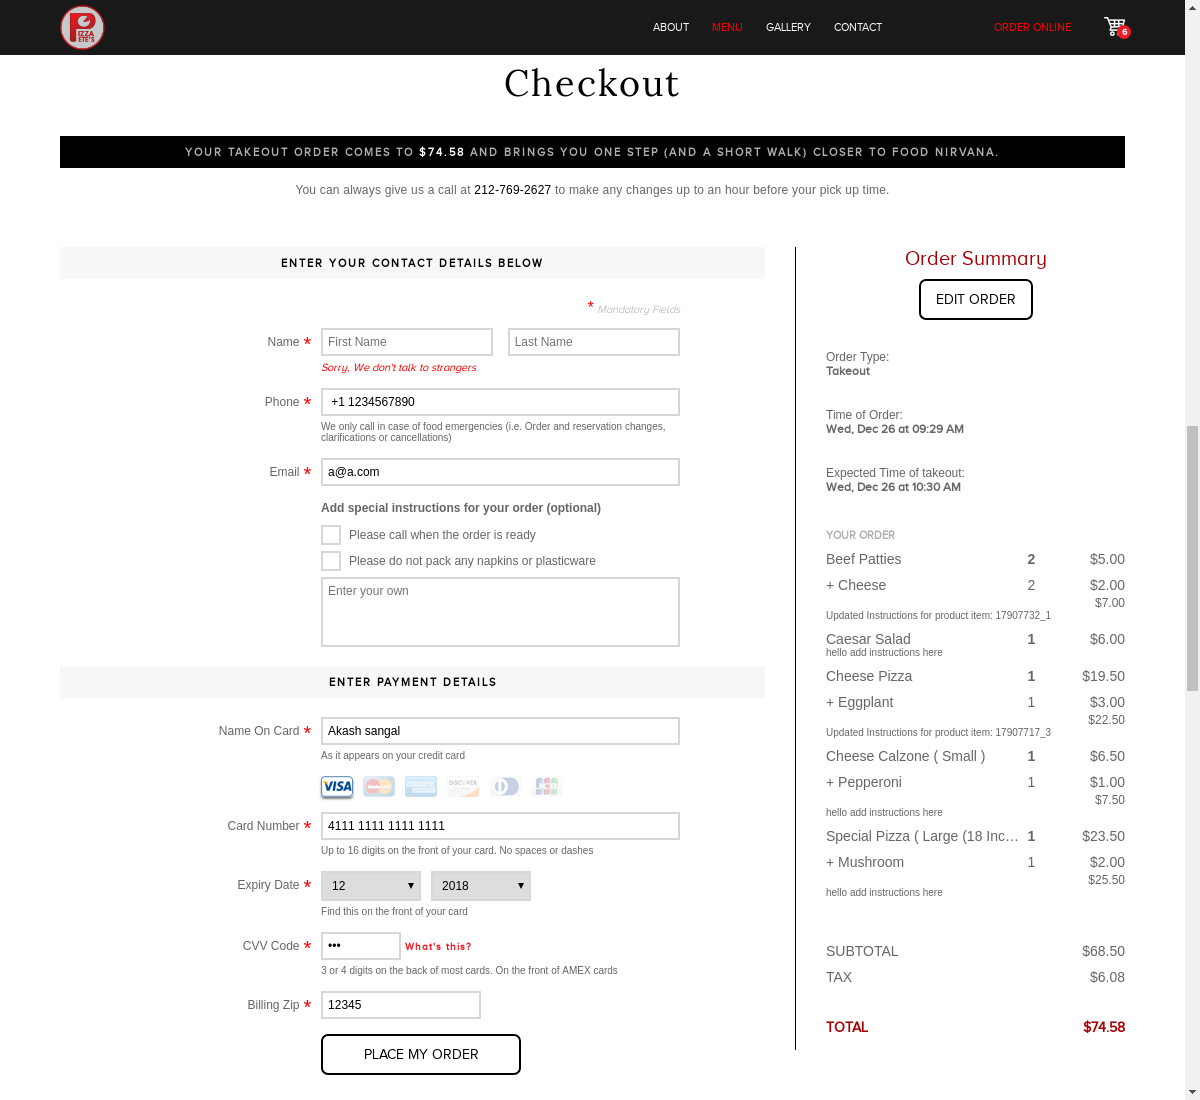 PIZZA
ETE'S
ABOUT
MENU
GALLERY
CONTACT
ORDER ONLINE
6
Checkout
YOUR TAKEOUT ORDER COMES TO $74.58 AND BRINGS YOU ONE STEP (AND A SHORT WALK) CLOSER TO FOOD NIRVANA.
You can always give us a call at 212-769-2627 to make any changes up to an hour before your pick up time.
ENTER YOUR CONTACT DETAILS BELOW
* Mandatory Fields
Name * First Name Last Name
Sorry, We don't talk to strangers
Phone * +1 1234567890
We only call in case of food emergencies (i.e. Order and reservation changes,
clarifications or cancellations)
Email * a@a.com
Add special instructions for your order (optional)
Please call when the order is ready
Please do not pack any napkins or plasticware
Enter your own
ENTER PAYMENT DETAILS
Name On Card * Akash sangal
As it appears on your credit card
VISA MasterCard AMERICAN EXPRESS DISCOVER JCB
Card Number * 4111 1111 1111 1111
Up to 16 digits on the front of your card. No spaces or dashes
Expiry Date * 12 2018
Find this on the front of your card
CVV Code * ••• What's this?
3 or 4 digits on the back of most cards. On the front of AMEX cards
Billing Zip * 12345
PLACE MY ORDER
Order Summary
EDIT ORDER
Order Type:
Takeout
Time of Order:
Wed, Dec 26 at 09:29 AM
Expected Time of takeout:
Wed, Dec 26 at 10:30 AM
YOUR ORDER
Beef Patties 2 $5.00
+ Cheese 2 $2.00
$7.00
Updated Instructions for product item: 17907732_1
Caesar Salad 1 $6.00
hello add instructions here
Cheese Pizza 1 $19.50
+ Eggplant 1 $3.00
$22.50
Updated Instructions for product item: 17907717_3
Cheese Calzone ( Small ) 1 $6.50
+ Pepperoni 1 $1.00
$7.50
hello add instructions here
Special Pizza ( Large (18 Inc… 1 $23.50
+ Mushroom 1 $2.00
$25.50
hello add instructions here
SUBTOTAL $68.50
TAX $6.08
TOTAL $74.58